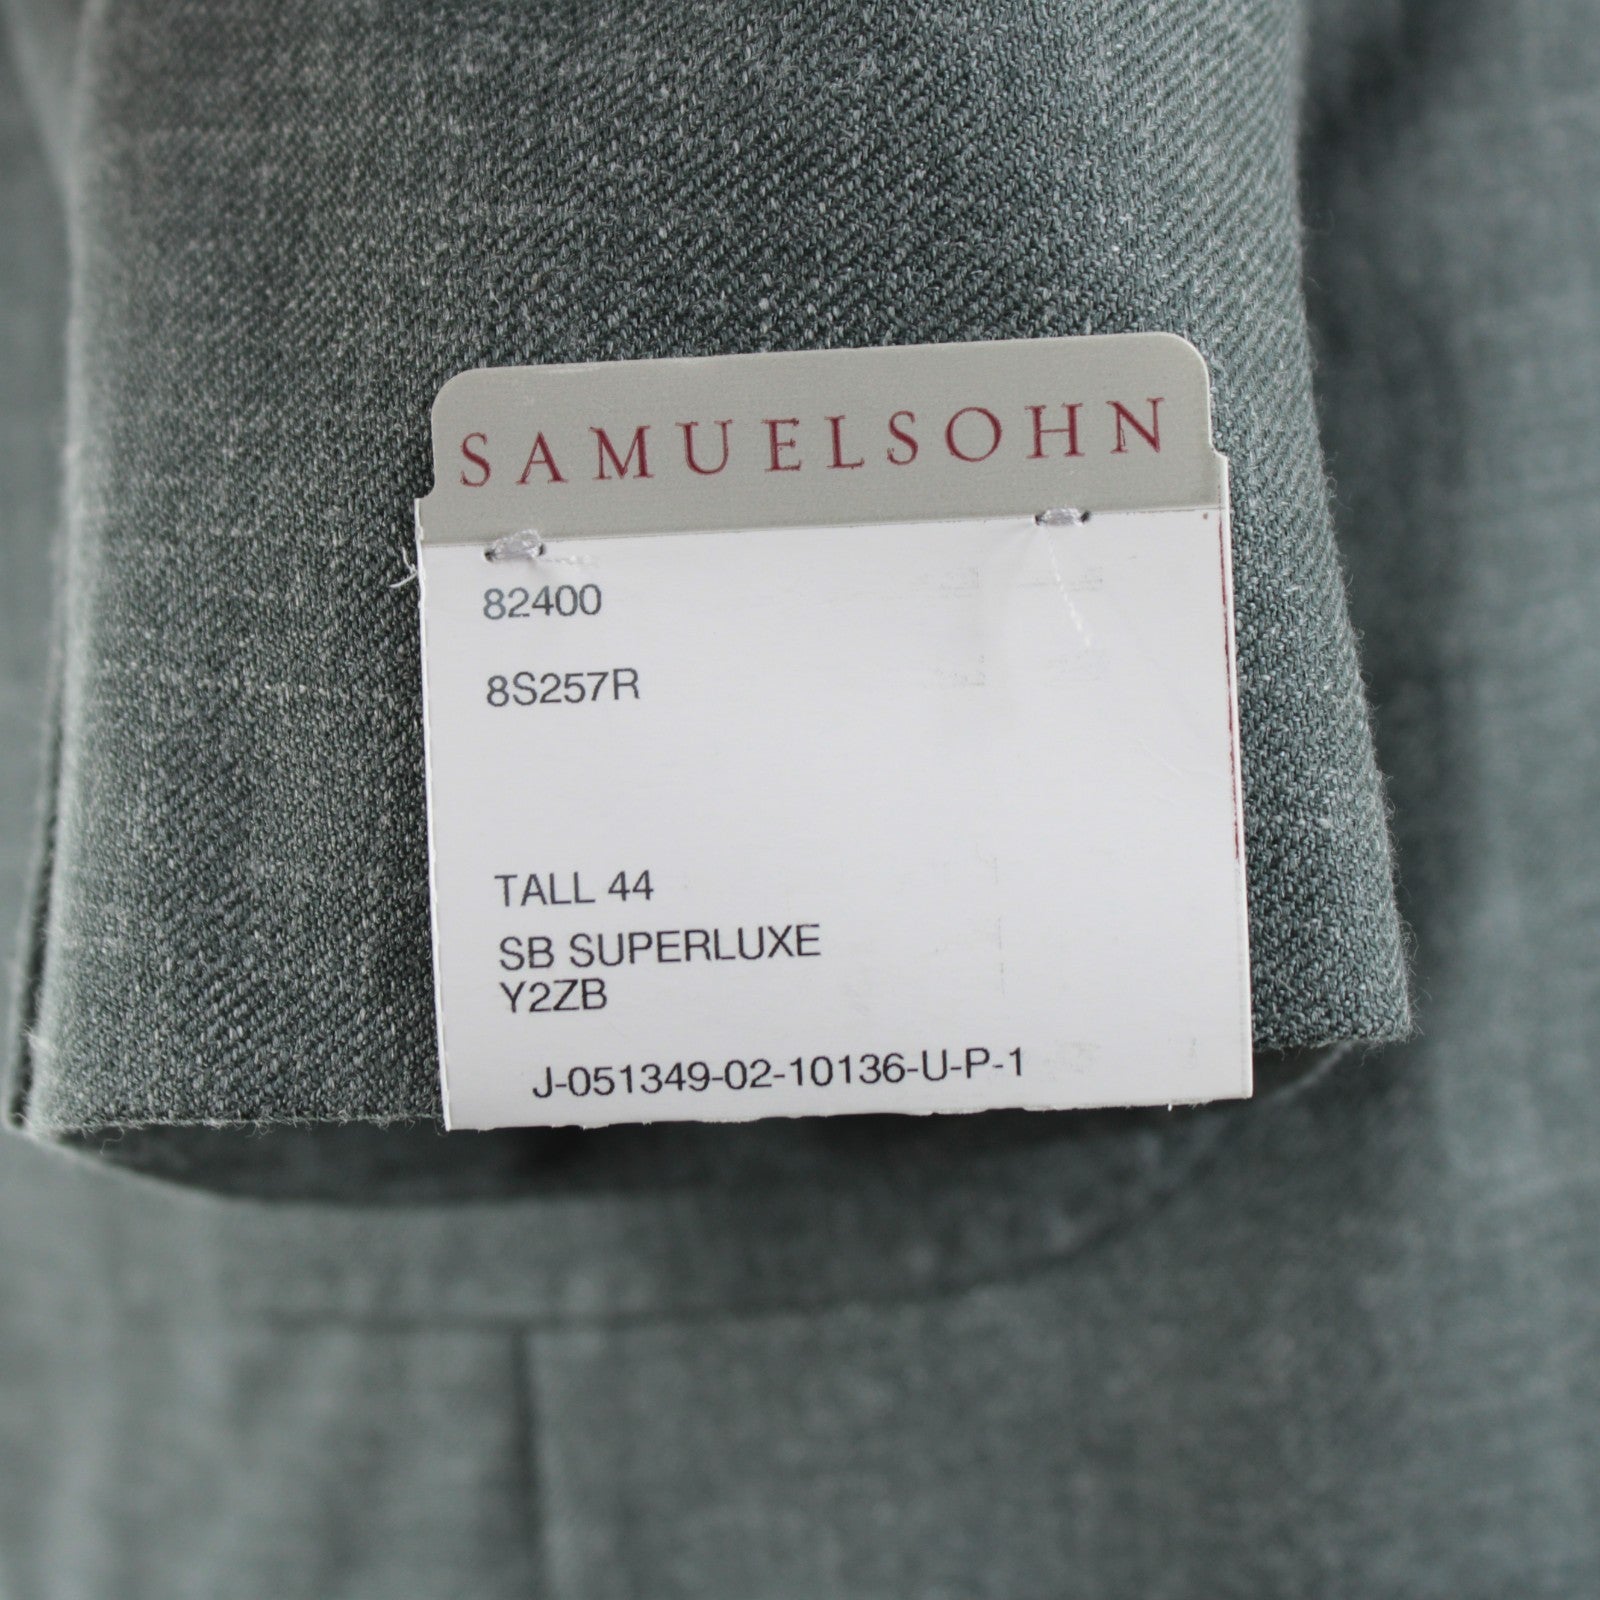 SAMUELSOHN
82400
8S257R
TALL 44
SB SUPERLUXE
Y2ZB
J-051349-02-10136-U-P-1